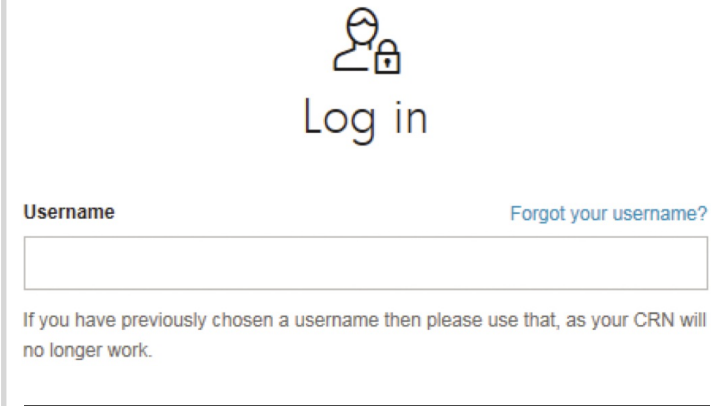 Log in
Username
Forgot your username?
If you have previously chosen a username then please use that, as your CRN will
no longer work.